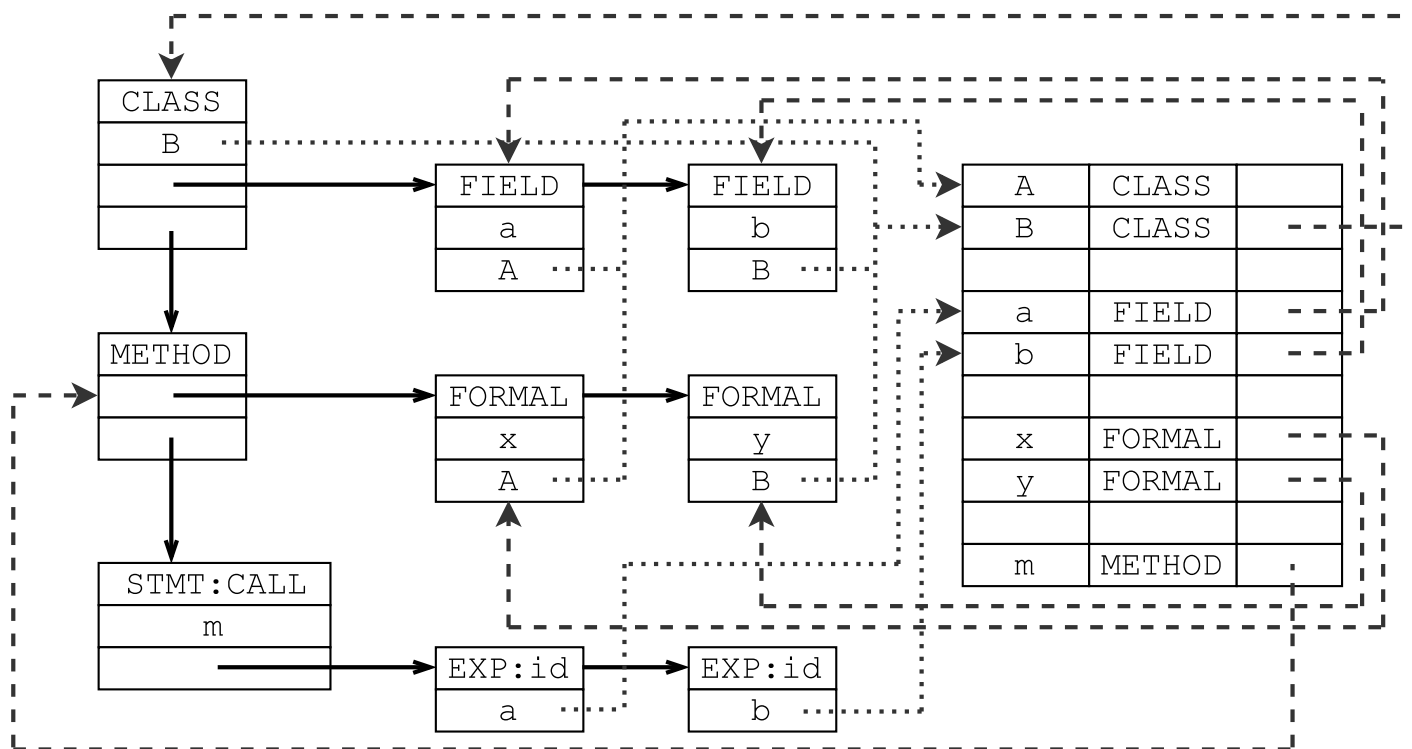 CLASS
B
FIELD
a
A
FIELD
b
B
METHOD
FORMAL
x
A
FORMAL
y
B
STMT:CALL
m
EXP:id
a
EXP:id
b
A CLASS
B CLASS
a FIELD
b FIELD
x FORMAL
y FORMAL
m METHOD